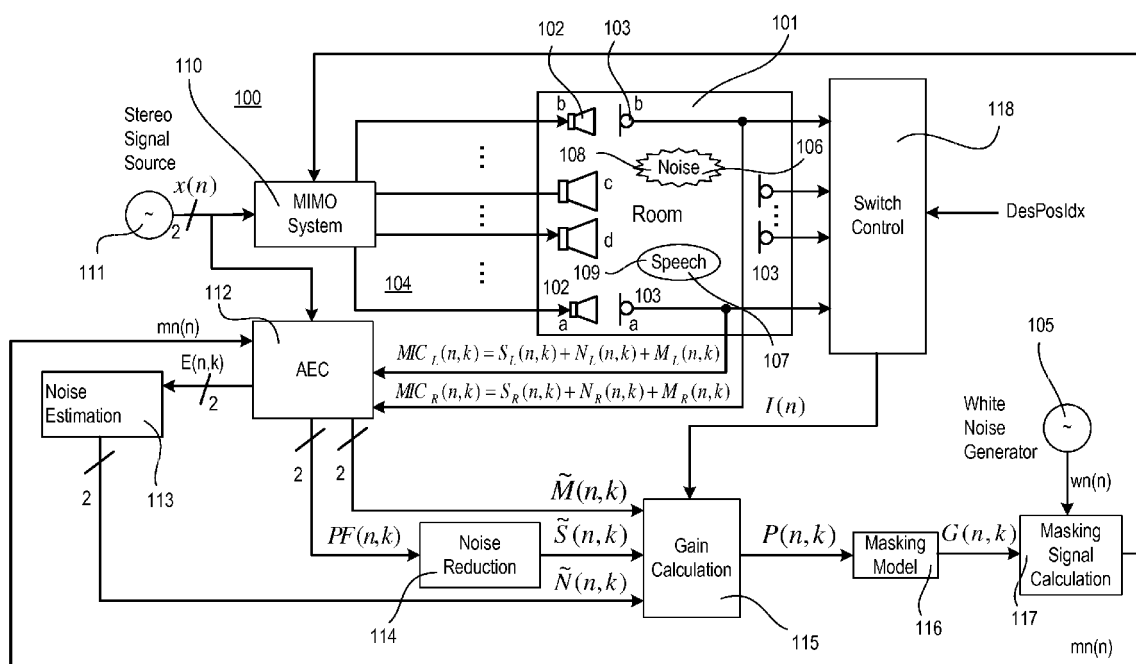 102
103
101
110
100
Stereo
Signal
Source
b
b
118
108
Noise
106
x(n)
~
2
MIMO
System
c
Room
Switch
Control
DesPosIdx
111
d
104
109
Speech
103
112
102
103
a
a
mn(n)
AEC
107
105
MIC_L(n,k) = S_L(n,k) + N_L(n,k) + M_L(n,k)
E(n,k)
2
MIC_R(n,k) = S_R(n,k) + N_R(n,k) + M_R(n,k)
Noise
Estimation
I(n)
White
Noise
Generator
~
2
113
2
2
wn(n)
M̃(n,k)
PF(n,k)
Noise
Reduction
S̃(n,k)
Gain
Calculation
P(n,k)
Masking
Model
G(n,k)
Masking
Signal
Calculation
Ñ(n,k)
114
115
116
117
mn(n)